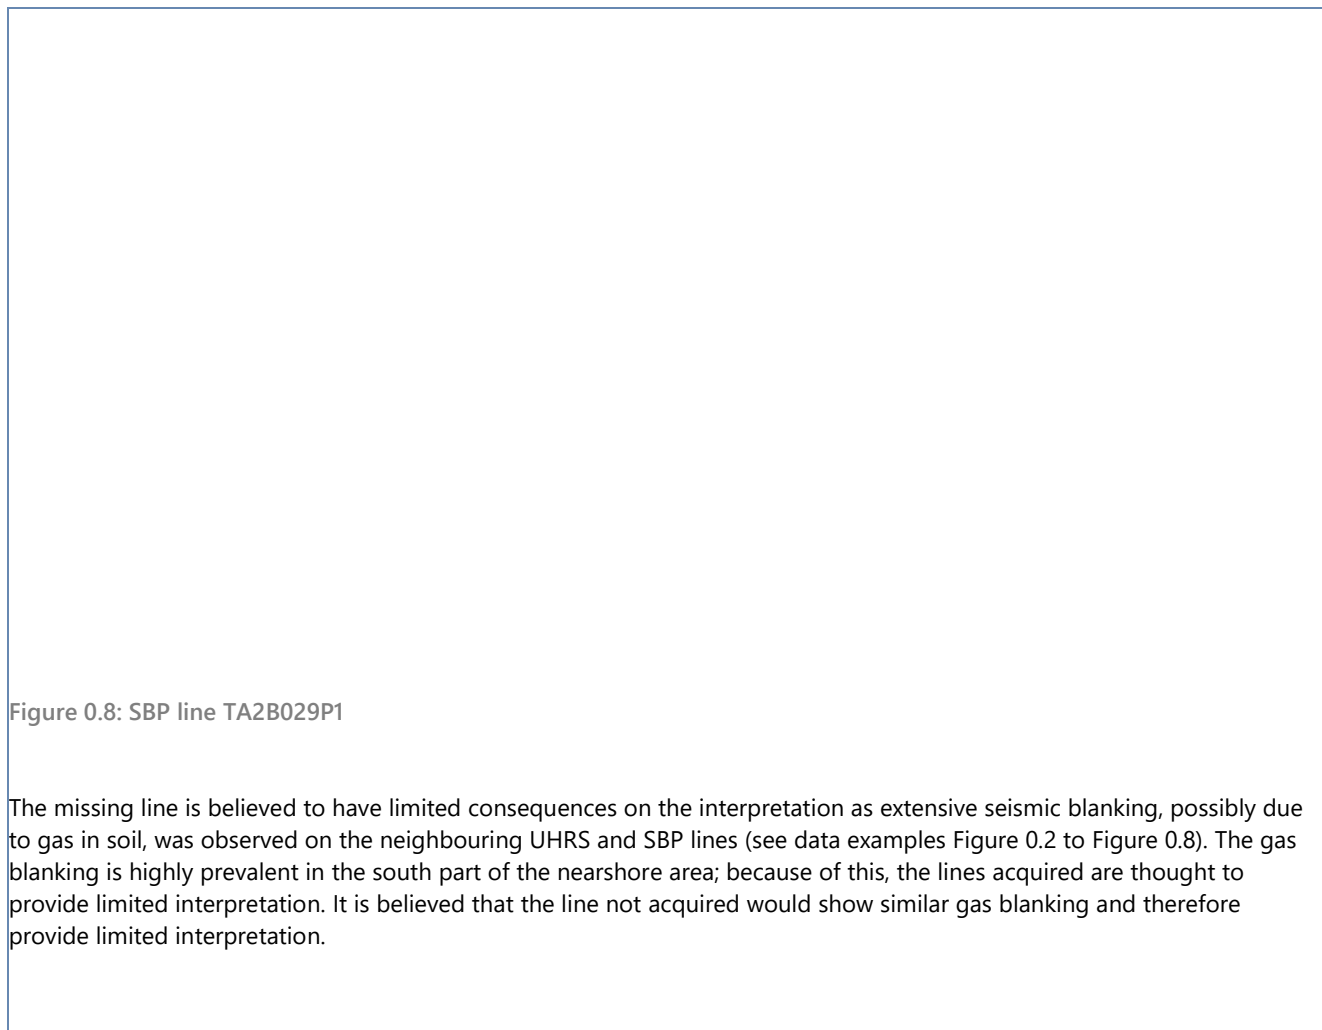 Figure 0.8: SBP line TA2B029P1
The missing line is believed to have limited consequences on the interpretation as extensive seismic blanking, possibly due
to gas in soil, was observed on the neighbouring UHRS and SBP lines (see data examples Figure 0.2 to Figure 0.8). The gas
blanking is highly prevalent in the south part of the nearshore area; because of this, the lines acquired are thought to
provide limited interpretation. It is believed that the line not acquired would show similar gas blanking and therefore
provide limited interpretation.